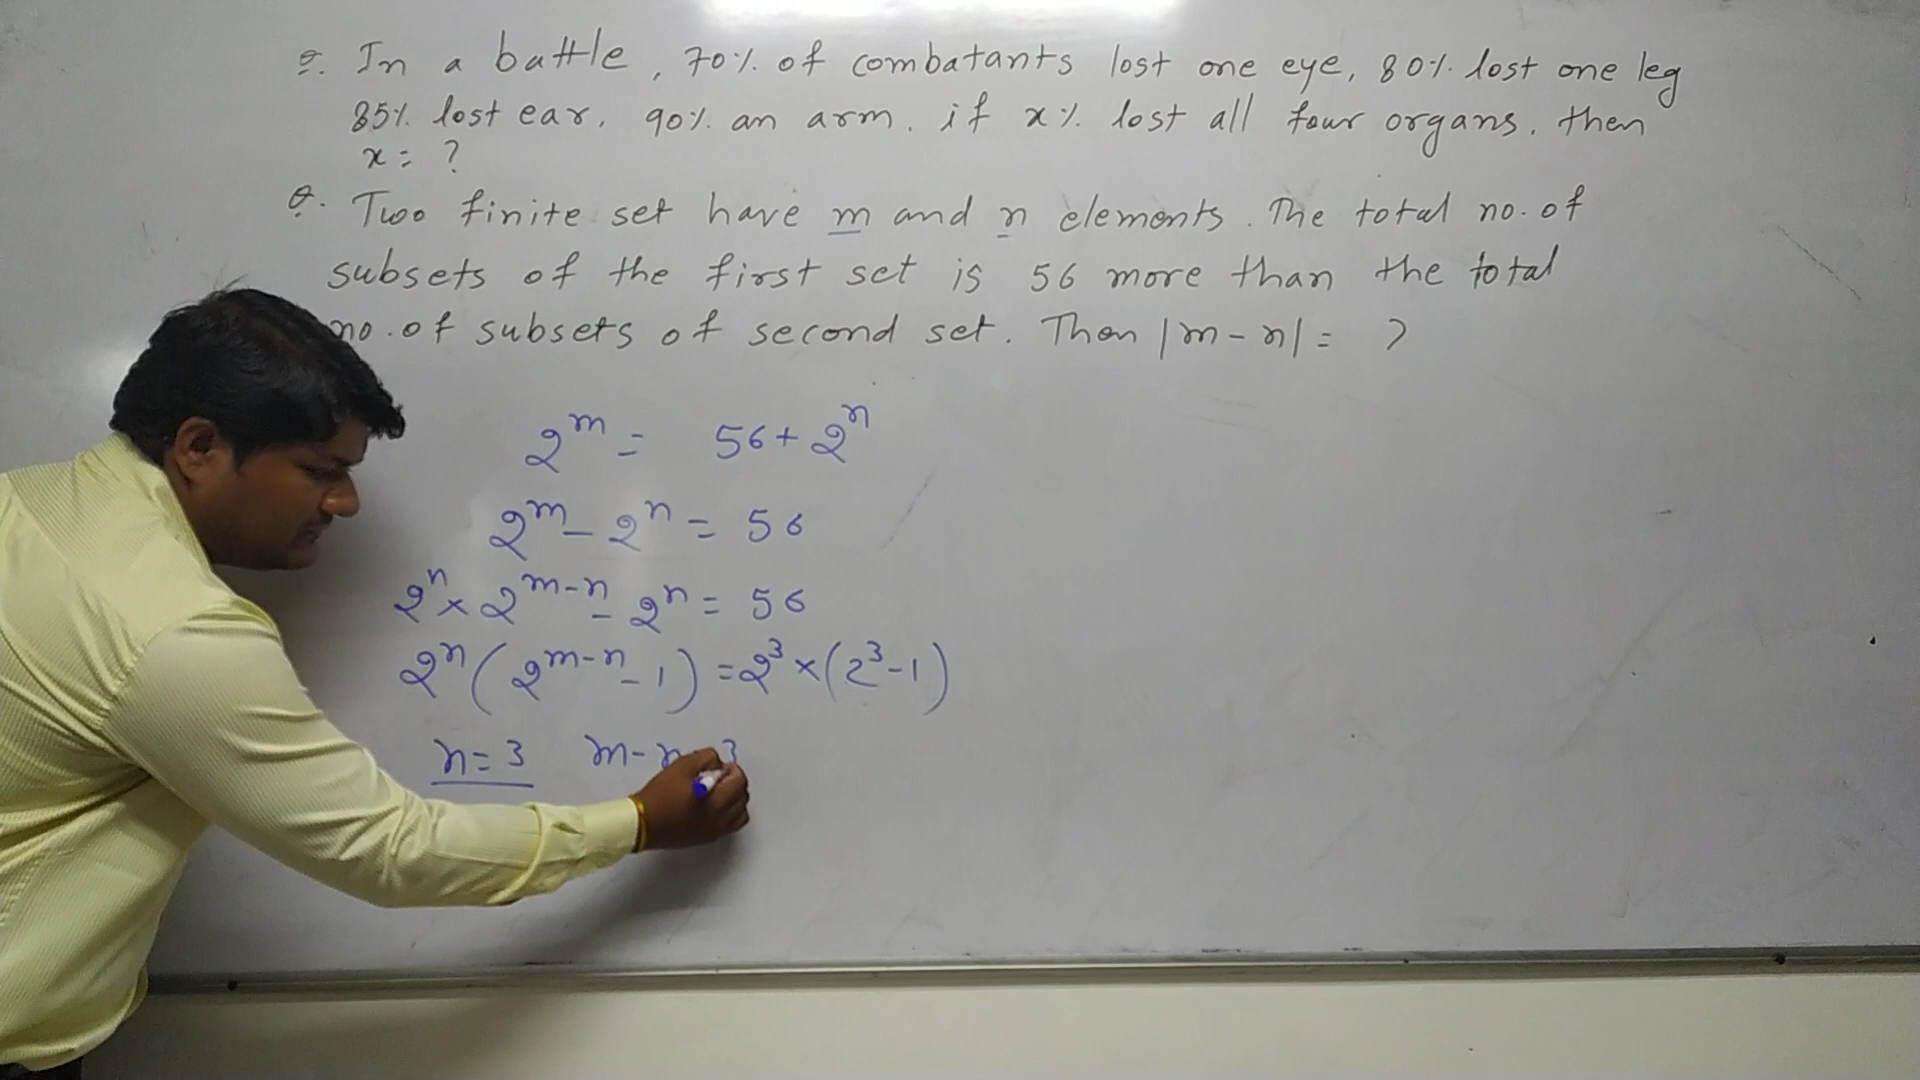 Q. In a battle, 70% of combatants lost one eye, 80% lost one leg
85% lost ear, 90% an arm. if x% lost all four organs, then
x = ?
Q. Two finite set have m and n elements. The total no. of
subsets of the first set is 56 more than the total
no. of subsets of second set. Then |m - n| = ?
2^m = 56 + 2^n
2^m - 2^n = 56
2^n × 2^(m-n) - 2^n = 56
2^n (2^(m-n) - 1) = 2^3 × (2^3 - 1)
n = 3 m - n = 3